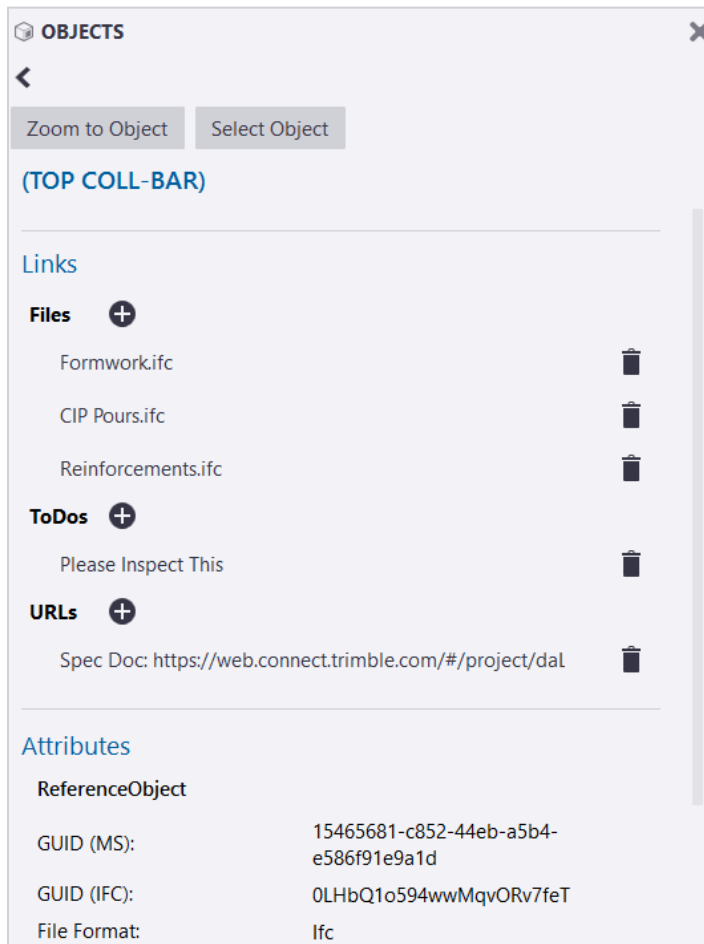 OBJECTS
Zoom to Object Select Object
(TOP COLL-BAR)
Links
Files
Formwork.ifc
CIP Pours.ifc
Reinforcements.ifc
ToDos
Please Inspect This
URLs
Spec Doc: https://web.connect.trimble.com/#/project/daL
Attributes
ReferenceObject
GUID (MS): 15465681-c852-44eb-a5b4-
e586f91e9a1d
GUID (IFC): 0LHbQ1o594wwMqvORv7feT
File Format: Ifc